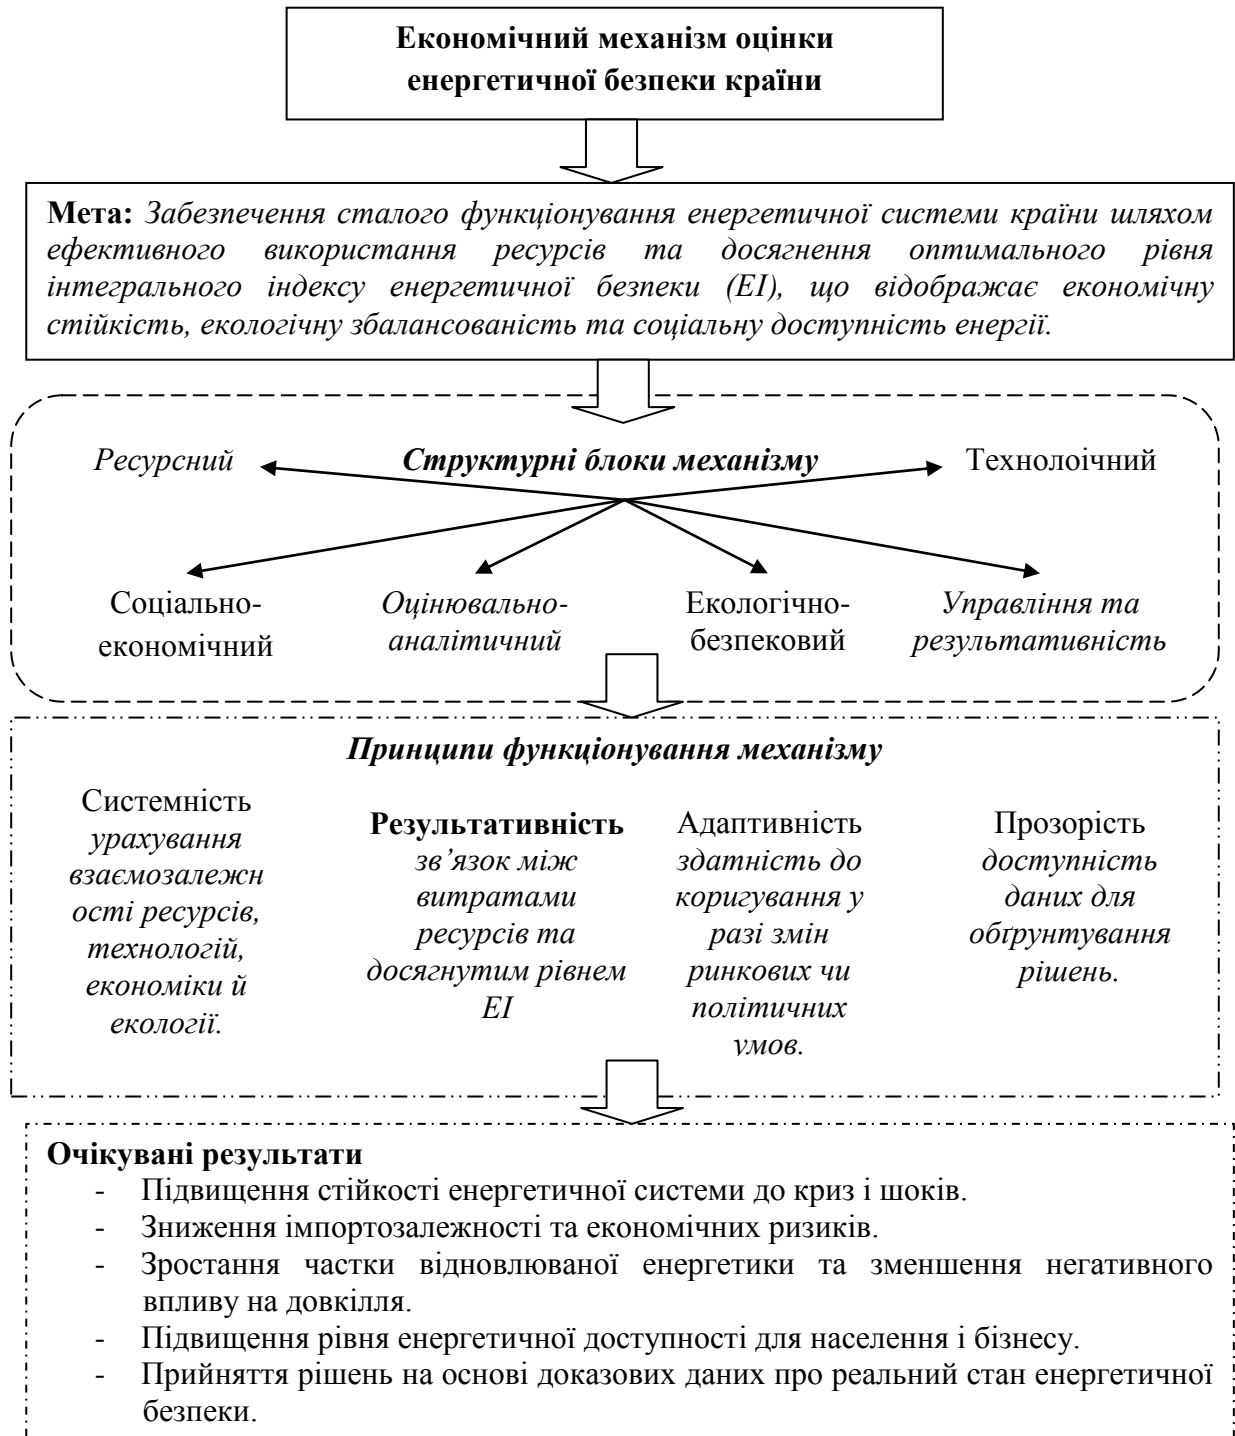 Економічний механізм оцінки
енергетичної безпеки країни
Мета: Забезпечення сталого функціонування енергетичної системи країни шляхом
ефективного використання ресурсів та досягнення оптимального рівня
інтегрального індексу енергетичної безпеки (ЕІ), що відображає економічну
стійкість, екологічну збалансованість та соціальну доступність енергії.
Ресурсний
Структурні блоки механізму
Технолоічний
Соціально-
економічний
Оцінювально-
аналітичний
Екологічно-
безпековий
Управління та
результативність
Принципи функціонування механізму
Системність
урахування
взаємозалежн
ості ресурсів,
технологій,
економіки й
екології.
Результативність
зв’язок між
витратами
ресурсів та
досягнутим рівнем
ЕІ
Адаптивність
здатність до
коригування у
разі змін
ринкових чи
політичних
умов.
Прозорість
доступність
даних для
обґрунтування
рішень.
Очікувані результати
- Підвищення стійкості енергетичної системи до криз і шоків.
- Зниження імпортозалежності та економічних ризиків.
- Зростання частки відновлюваної енергетики та зменшення негативного
впливу на довкілля.
- Підвищення рівня енергетичної доступності для населення і бізнесу.
- Прийняття рішень на основі доказових даних про реальний стан енергетичної
безпеки.